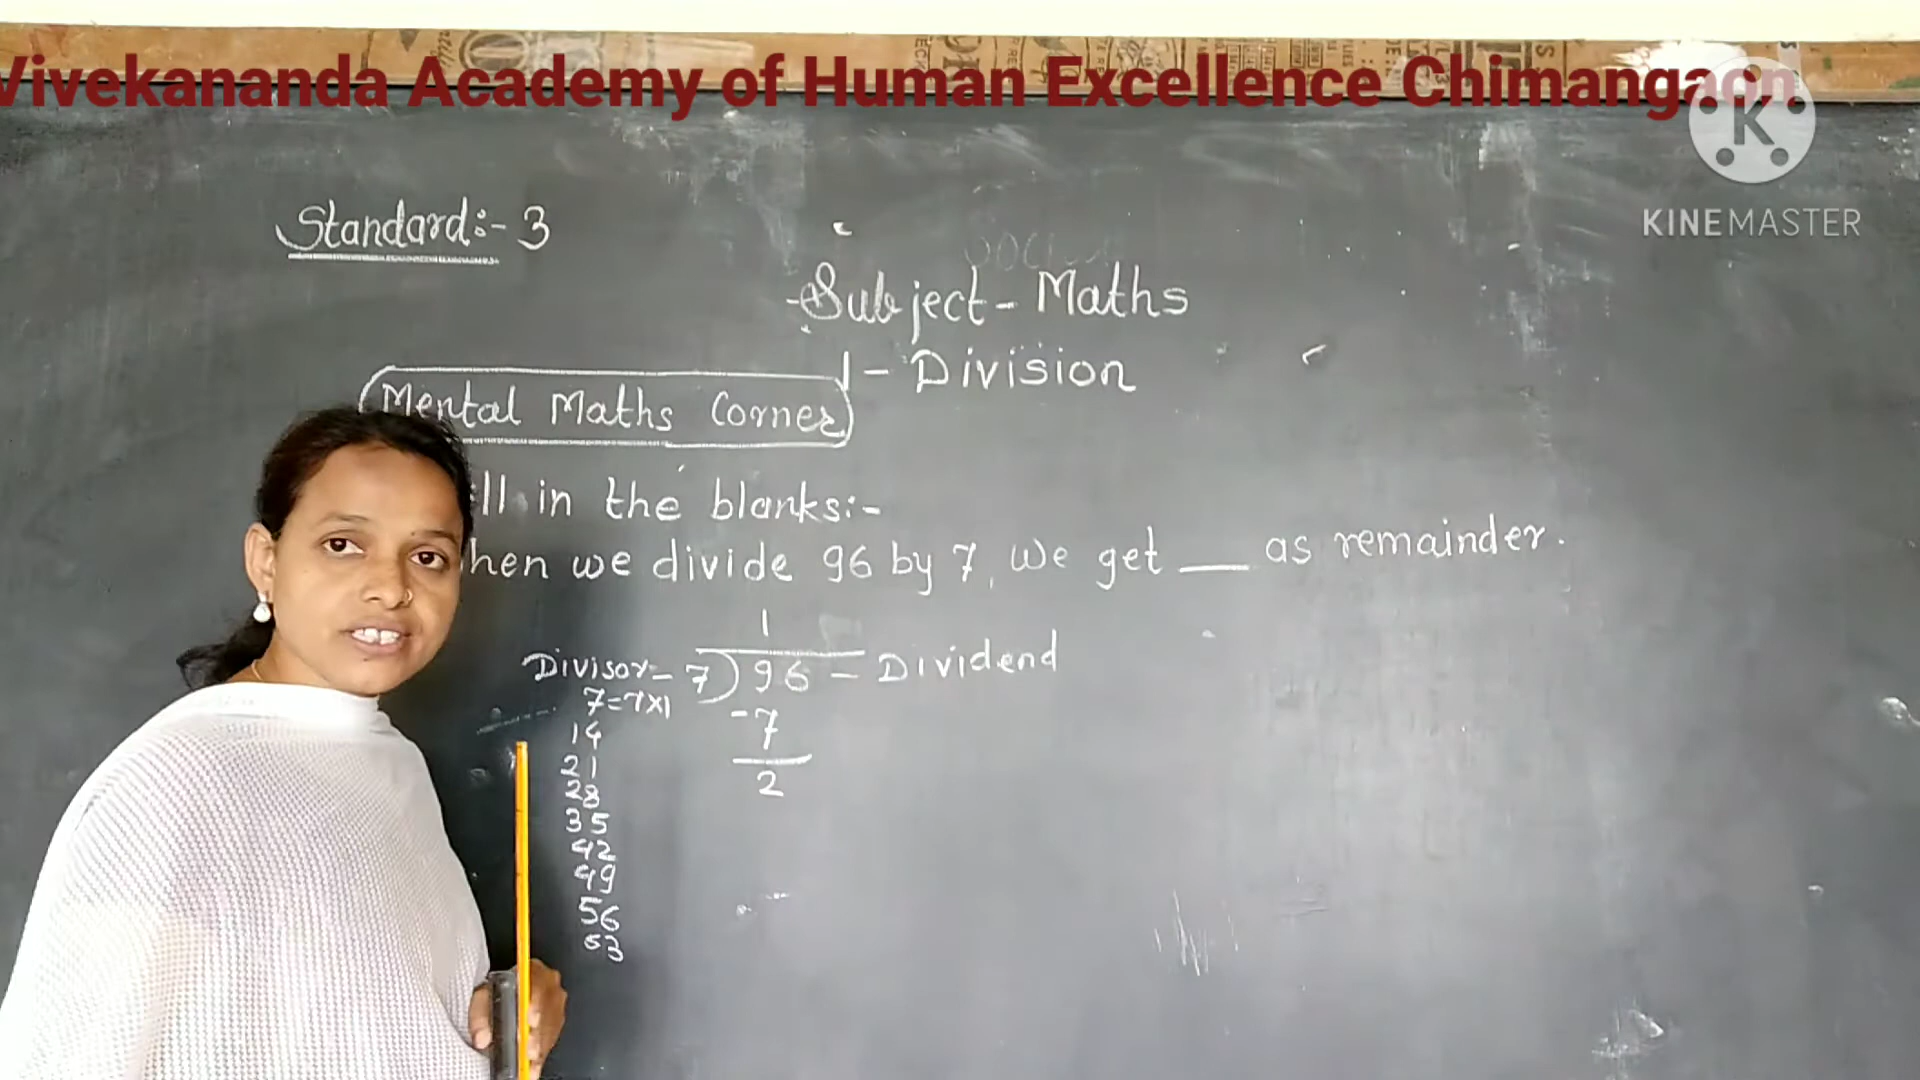 Vivekananda Academy of Human Excellence Chimangaon
K
KINEMASTER
Standard:- 3
Subject - Maths
1 - Division
Mental Maths Corner
ll in the blanks:-
hen we divide 96 by 7, we get ___ as remainder.
1
Divisor - 7)96 - Dividend
7=7x1
-7
14
21
2
28
35
42
49
56
63